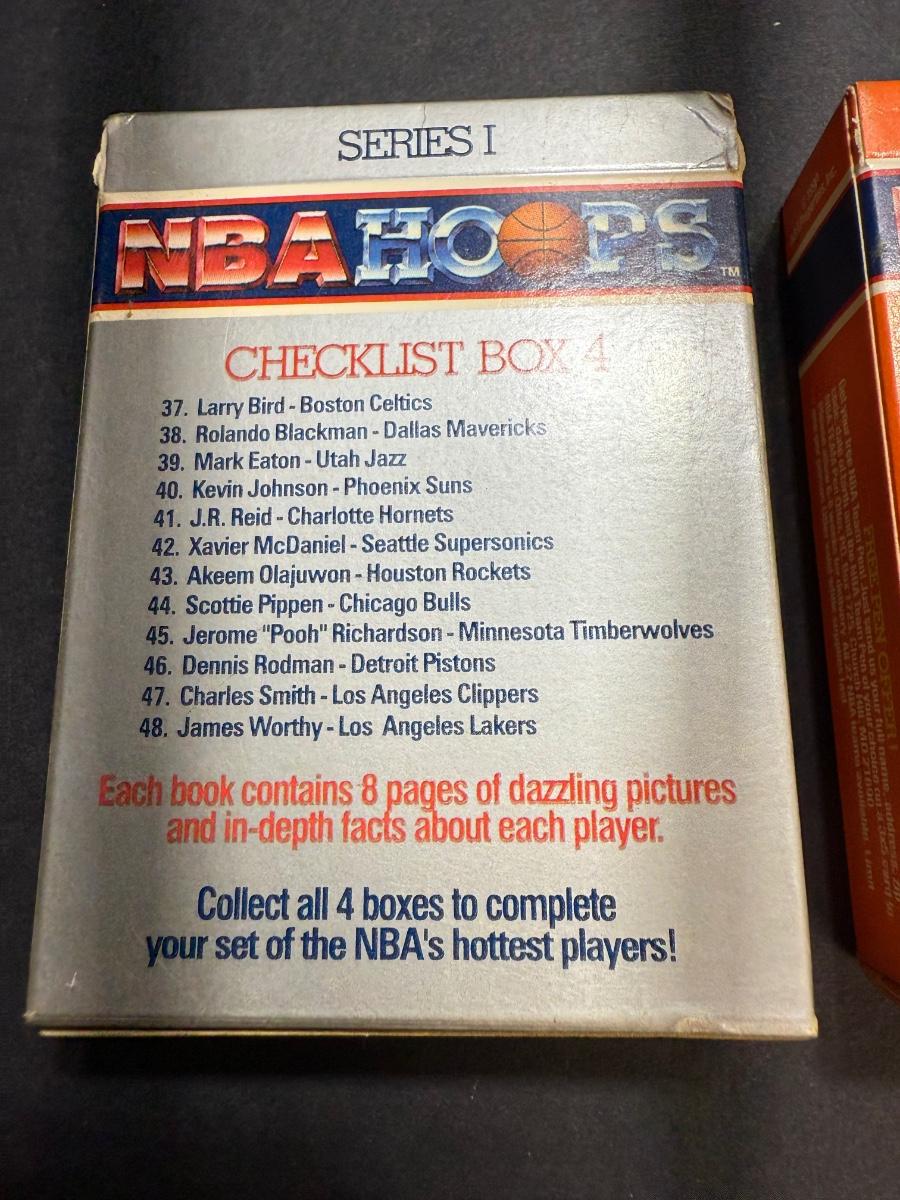 SERIES I
NBA HOOPS TM
CHECKLIST BOX 4
37. Larry Bird - Boston Celtics
38. Rolando Blackman - Dallas Mavericks
39. Mark Eaton - Utah Jazz
40. Kevin Johnson - Phoenix Suns
41. J.R. Reid - Charlotte Hornets
42. Xavier McDaniel - Seattle Supersonics
43. Akeem Olajuwon - Houston Rockets
44. Scottie Pippen - Chicago Bulls
45. Jerome "Pooh" Richardson - Minnesota Timberwolves
46. Dennis Rodman - Detroit Pistons
47. Charles Smith - Los Angeles Clippers
48. James Worthy - Los Angeles Lakers
Each book contains 8 pages of dazzling pictures
and in-depth facts about each player.
Collect all 4 boxes to complete
your set of the NBA's hottest players!